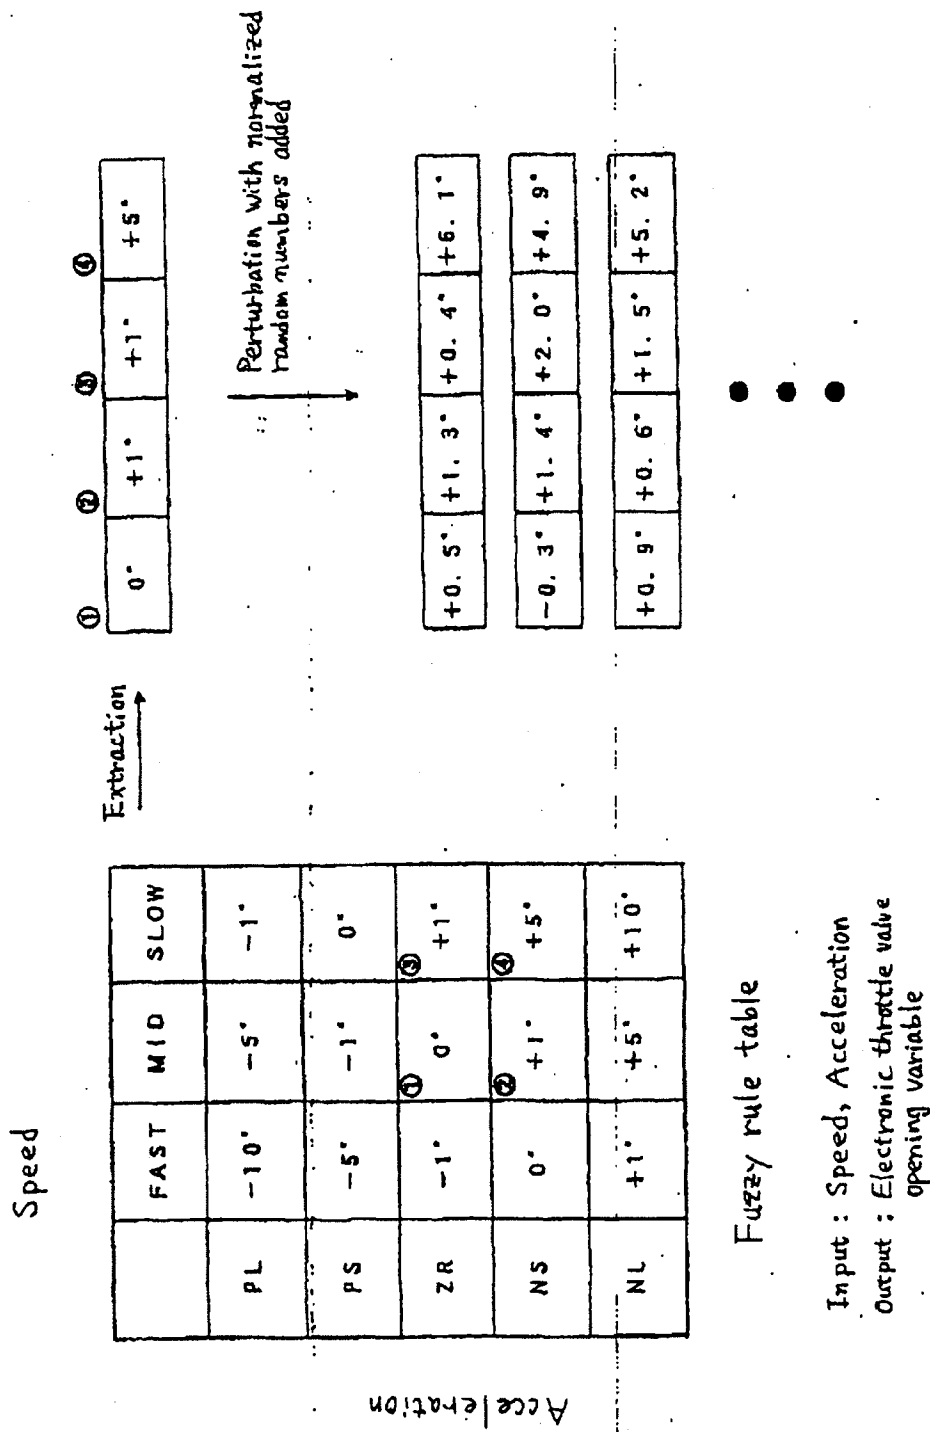 Speed
FAST MID SLOW
PL −10° −5° −1°
PS −5° −1° 0°
ZR −1° ① 0° ③ +1°
NS 0° ② +1° ④ +5°
NL +1° +5° +10°
Acceleration
Fuzzy rule table
Input : Speed, Acceleration
Output : Electronic throttle value
opening variable
Extraction
① ② ③ ④
0° +1° +1° +5°
Perturbation with normalized
random numbers added
+0. 5° +1. 3° +0. 4° +6. 1°
−0. 3° +1. 4° +2. 0° +4. 9°
+0. 9° +0. 6° +1. 5° +5. 2°